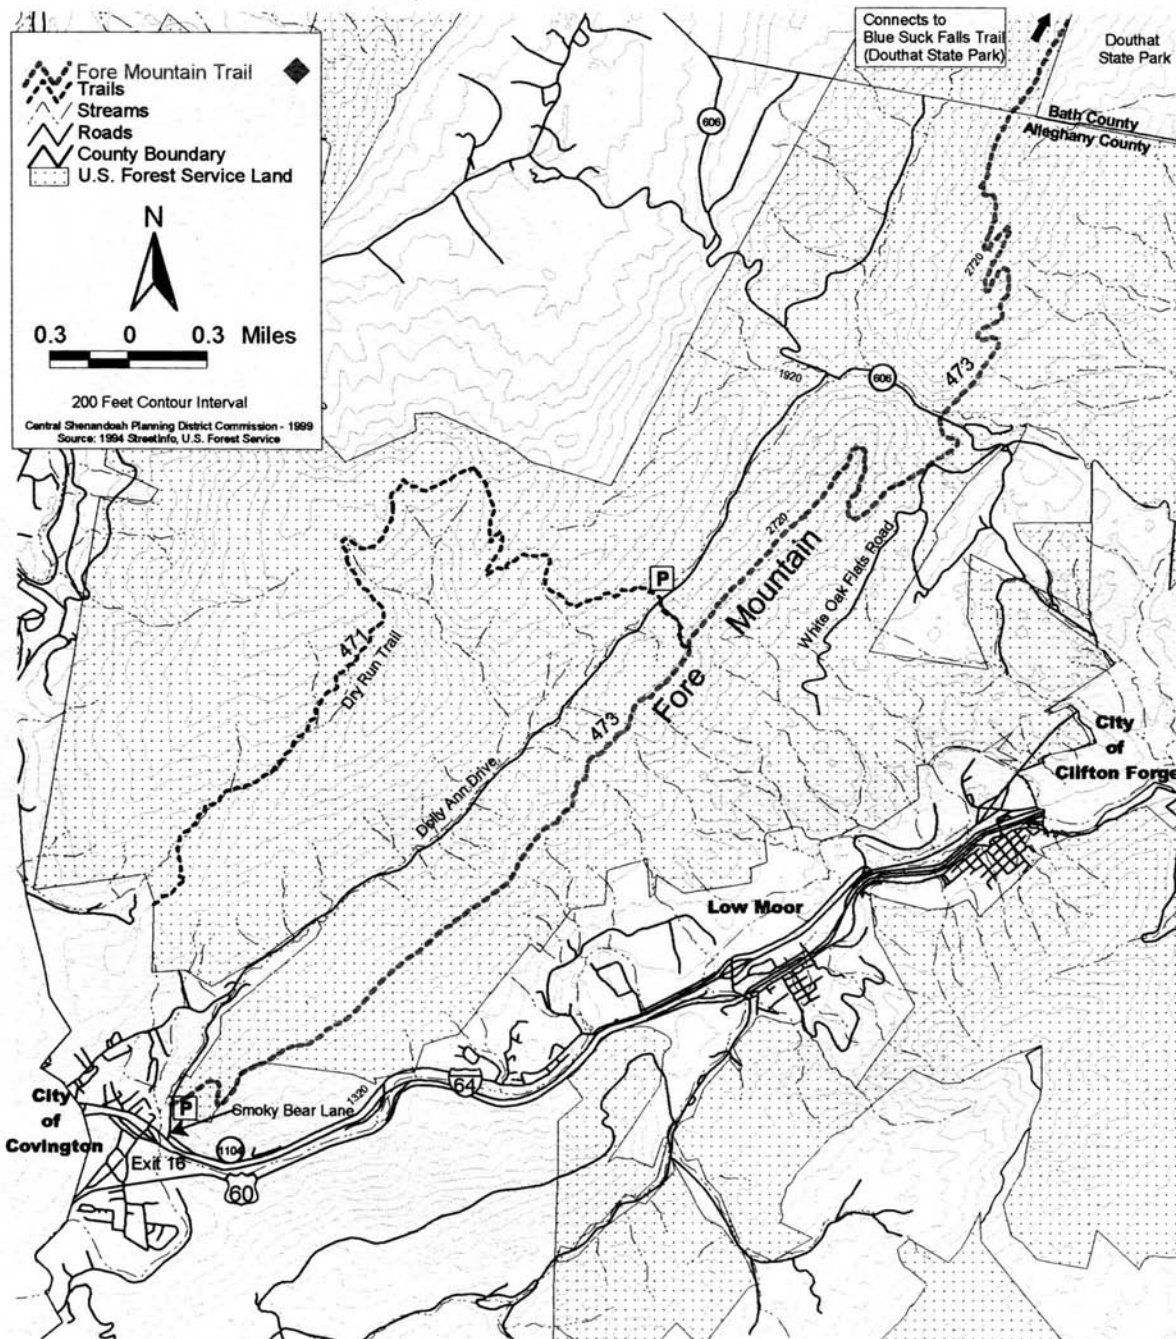 Connects to
Blue Suck Falls Trail
(Douthat State Park)
Douthat
State Park
Fore Mountain Trail
Trails
Streams
Roads
County Boundary
U.S. Forest Service Land
N
0.3 0 0.3 Miles
200 Feet Contour Interval
Central Shenandoah Planning District Commission - 1999
Source: 1994 StreetInfo, U.S. Forest Service
606
Bath County
Alleghany County
2720
473
1920
606
2720
P
Mountain
White Oak Flats Road
471
Dry Run Trail
Fore
473
City
of
Clifton Forge
Dolly Ann Drive
Low Moor
64
City
of
Covington
P
Smoky Bear Lane
1320
1104
Exit 16
60